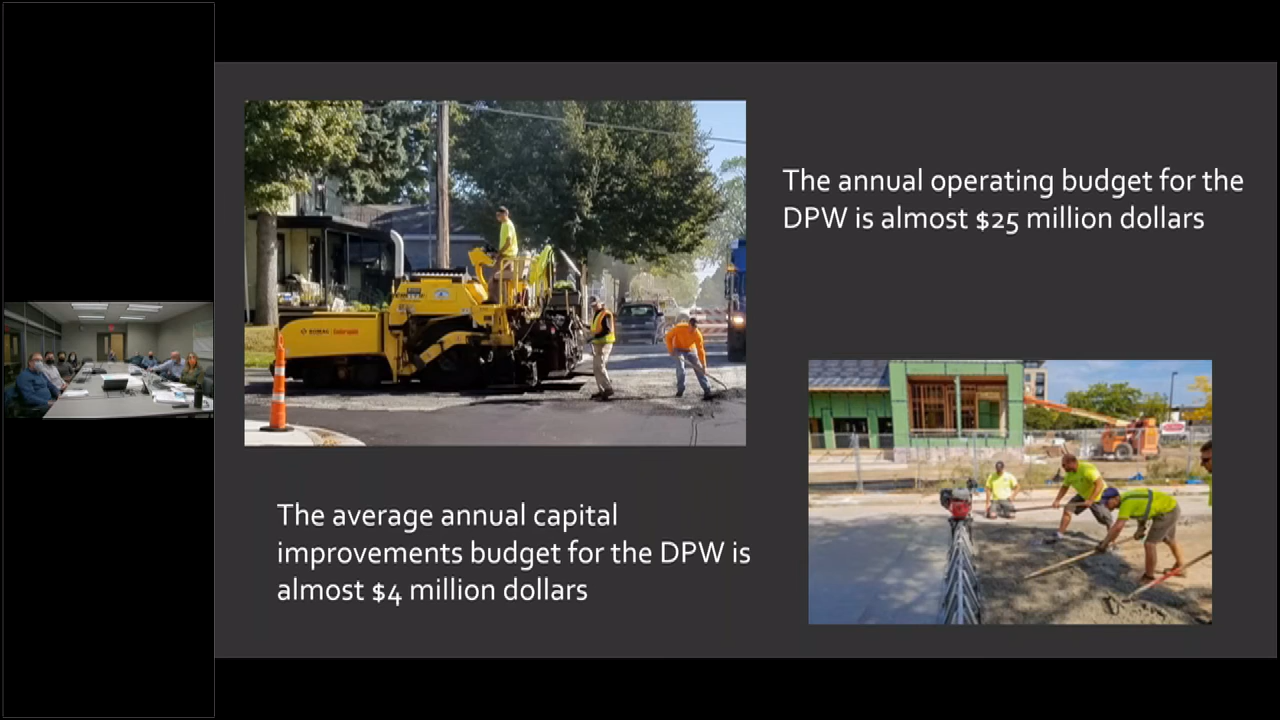 The annual operating budget for the
DPW is almost $25 million dollars
The average annual capital
improvements budget for the DPW is
almost $4 million dollars